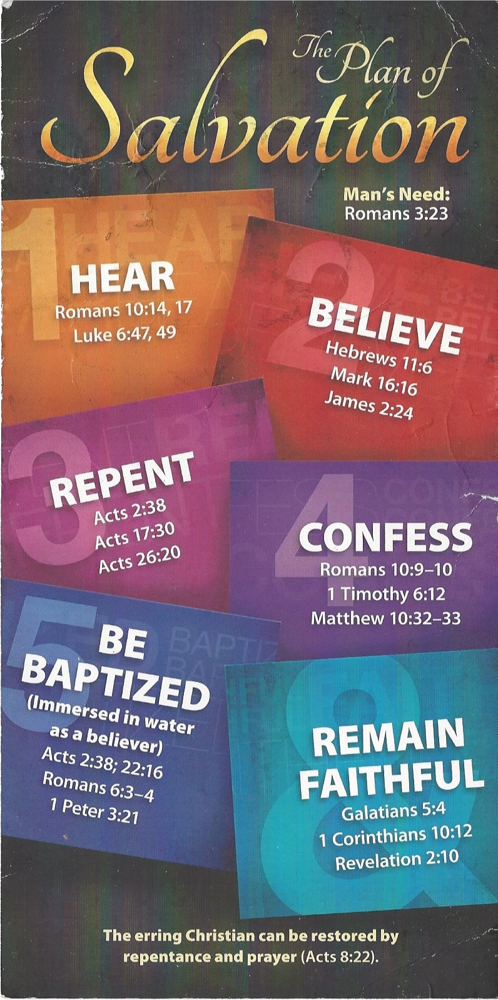 The Plan of
Salvation
Man's Need:
Romans 3:23
1
HEAR
Romans 10:14, 17
Luke 6:47, 49
2
BELIEVE
Hebrews 11:6
Mark 16:16
James 2:24
3
REPENT
Acts 2:38
Acts 17:30
Acts 26:20
4
CONFESS
Romans 10:9–10
1 Timothy 6:12
Matthew 10:32–33
5
BE
BAPTIZED
(Immersed in water
as a believer)
Acts 2:38; 22:16
Romans 6:3–4
1 Peter 3:21
&
REMAIN
FAITHFUL
Galatians 5:4
1 Corinthians 10:12
Revelation 2:10
The erring Christian can be restored by
repentance and prayer (Acts 8:22).